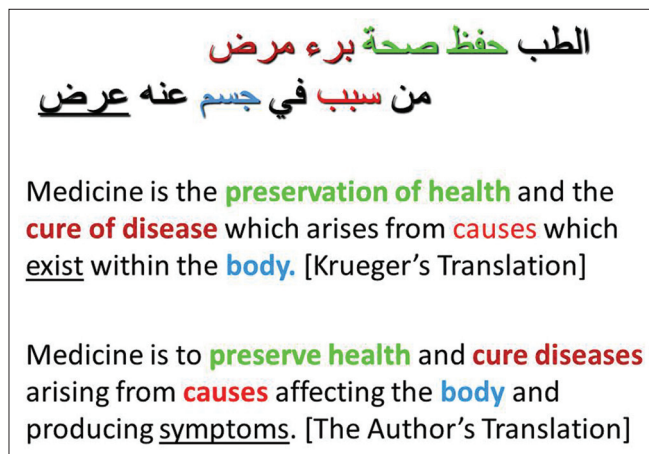 الطب حفظ صحة برء مرض
من سبب في جسم عنه عرض
Medicine is the preservation of health and the
cure of disease which arises from causes which
exist within the body. [Krueger's Translation]
Medicine is to preserve health and cure diseases
arising from causes affecting the body and
producing symptoms. [The Author's Translation]